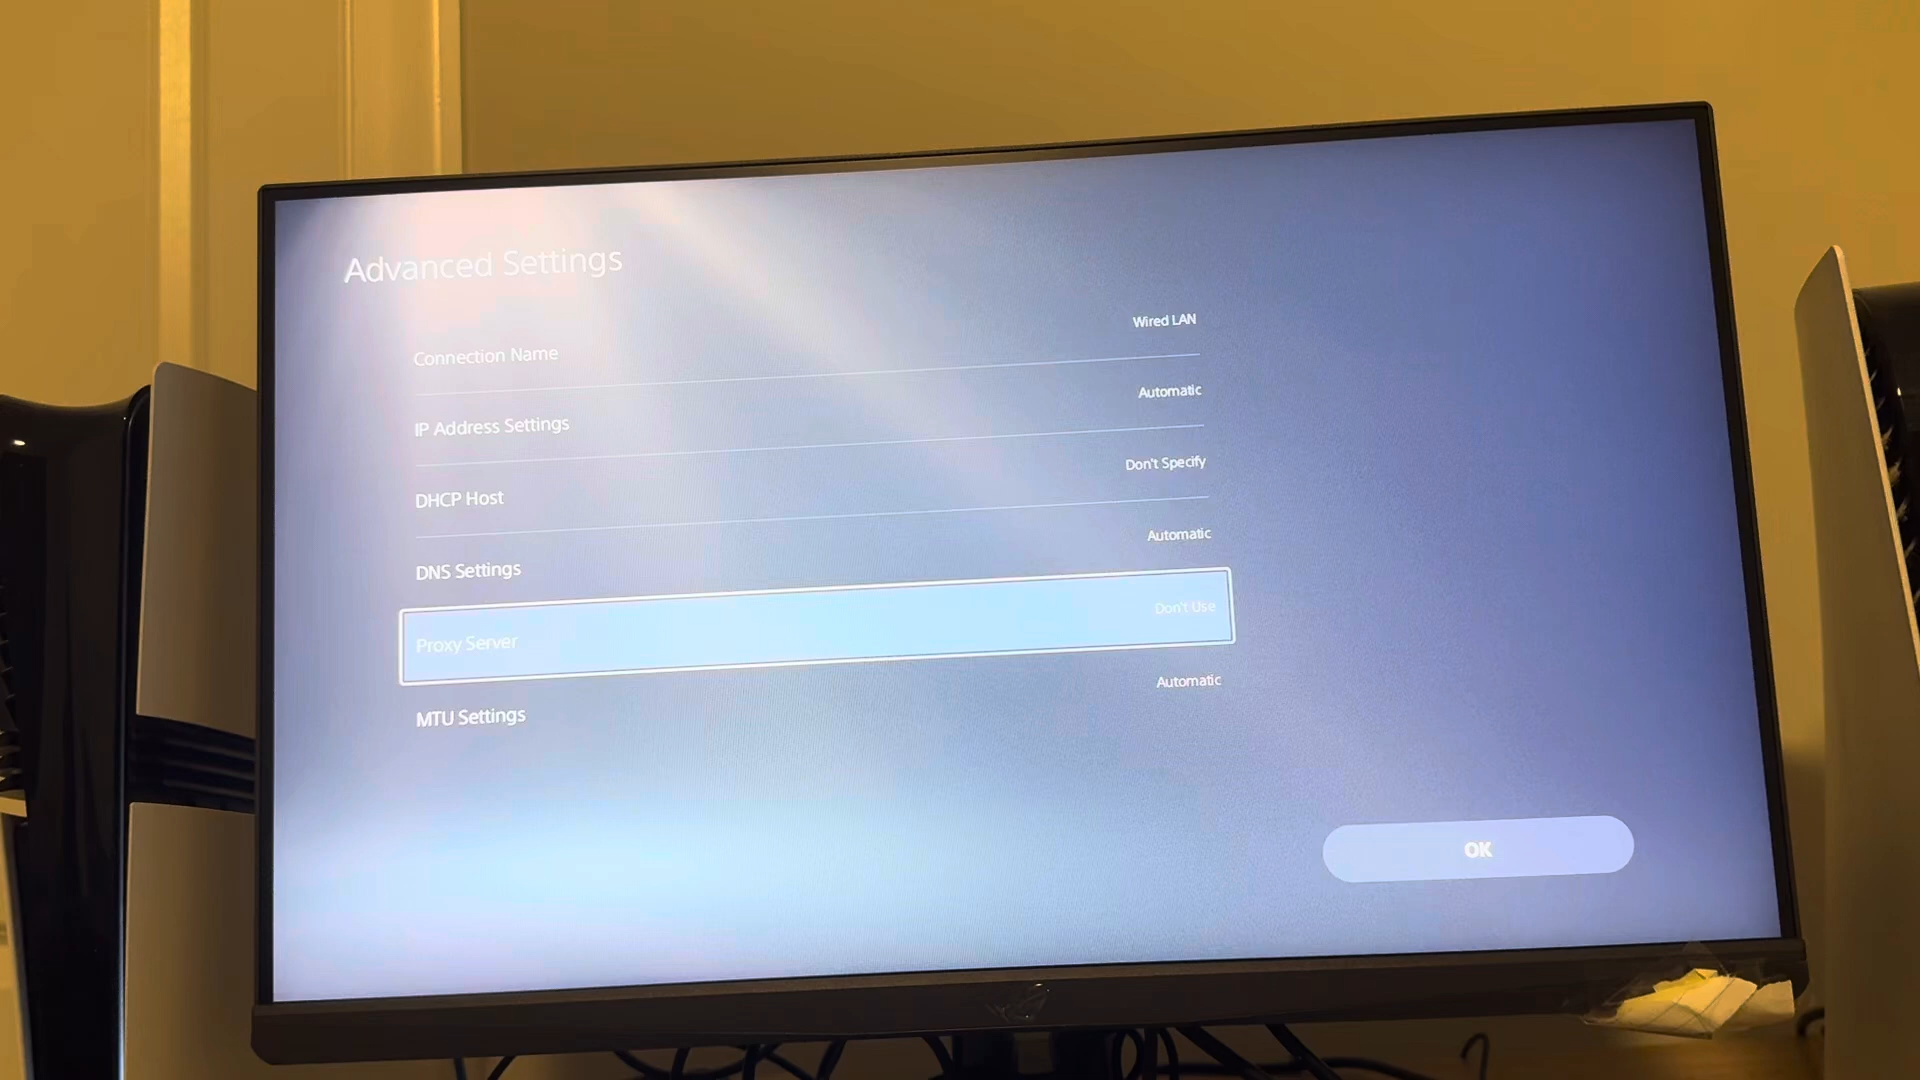 Advanced Settings
Connection Name Wired LAN
IP Address Settings Automatic
DHCP Host Don't Specify
DNS Settings Automatic
Proxy Server Don't Use
MTU Settings Automatic
OK